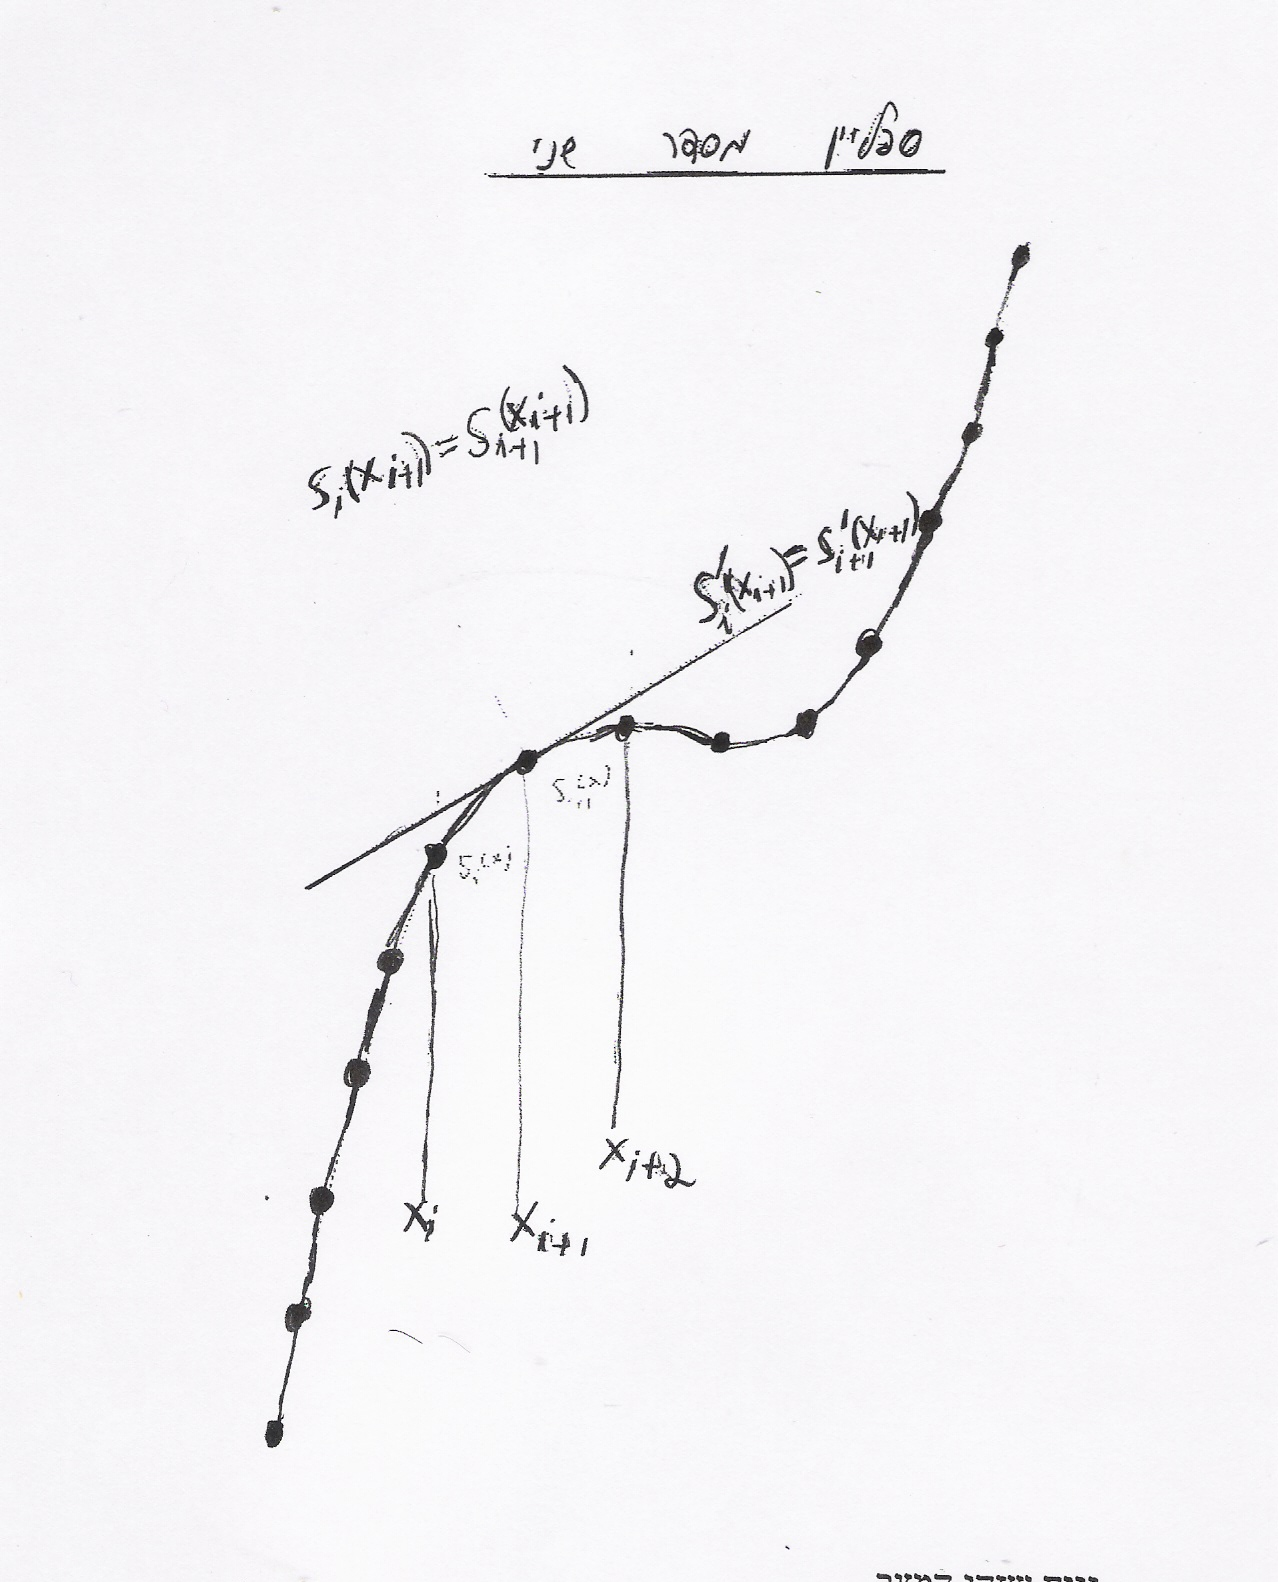 ספליין מספר שני
S_i(x_{i+1}) = S_{i+1}(x_{i+1})
S'_i(x_{i+1}) = S'_{i+1}(x_{i+1})
S_{i+1}(x)
S_i(x)
x_{i+2}
x_i x_{i+1}